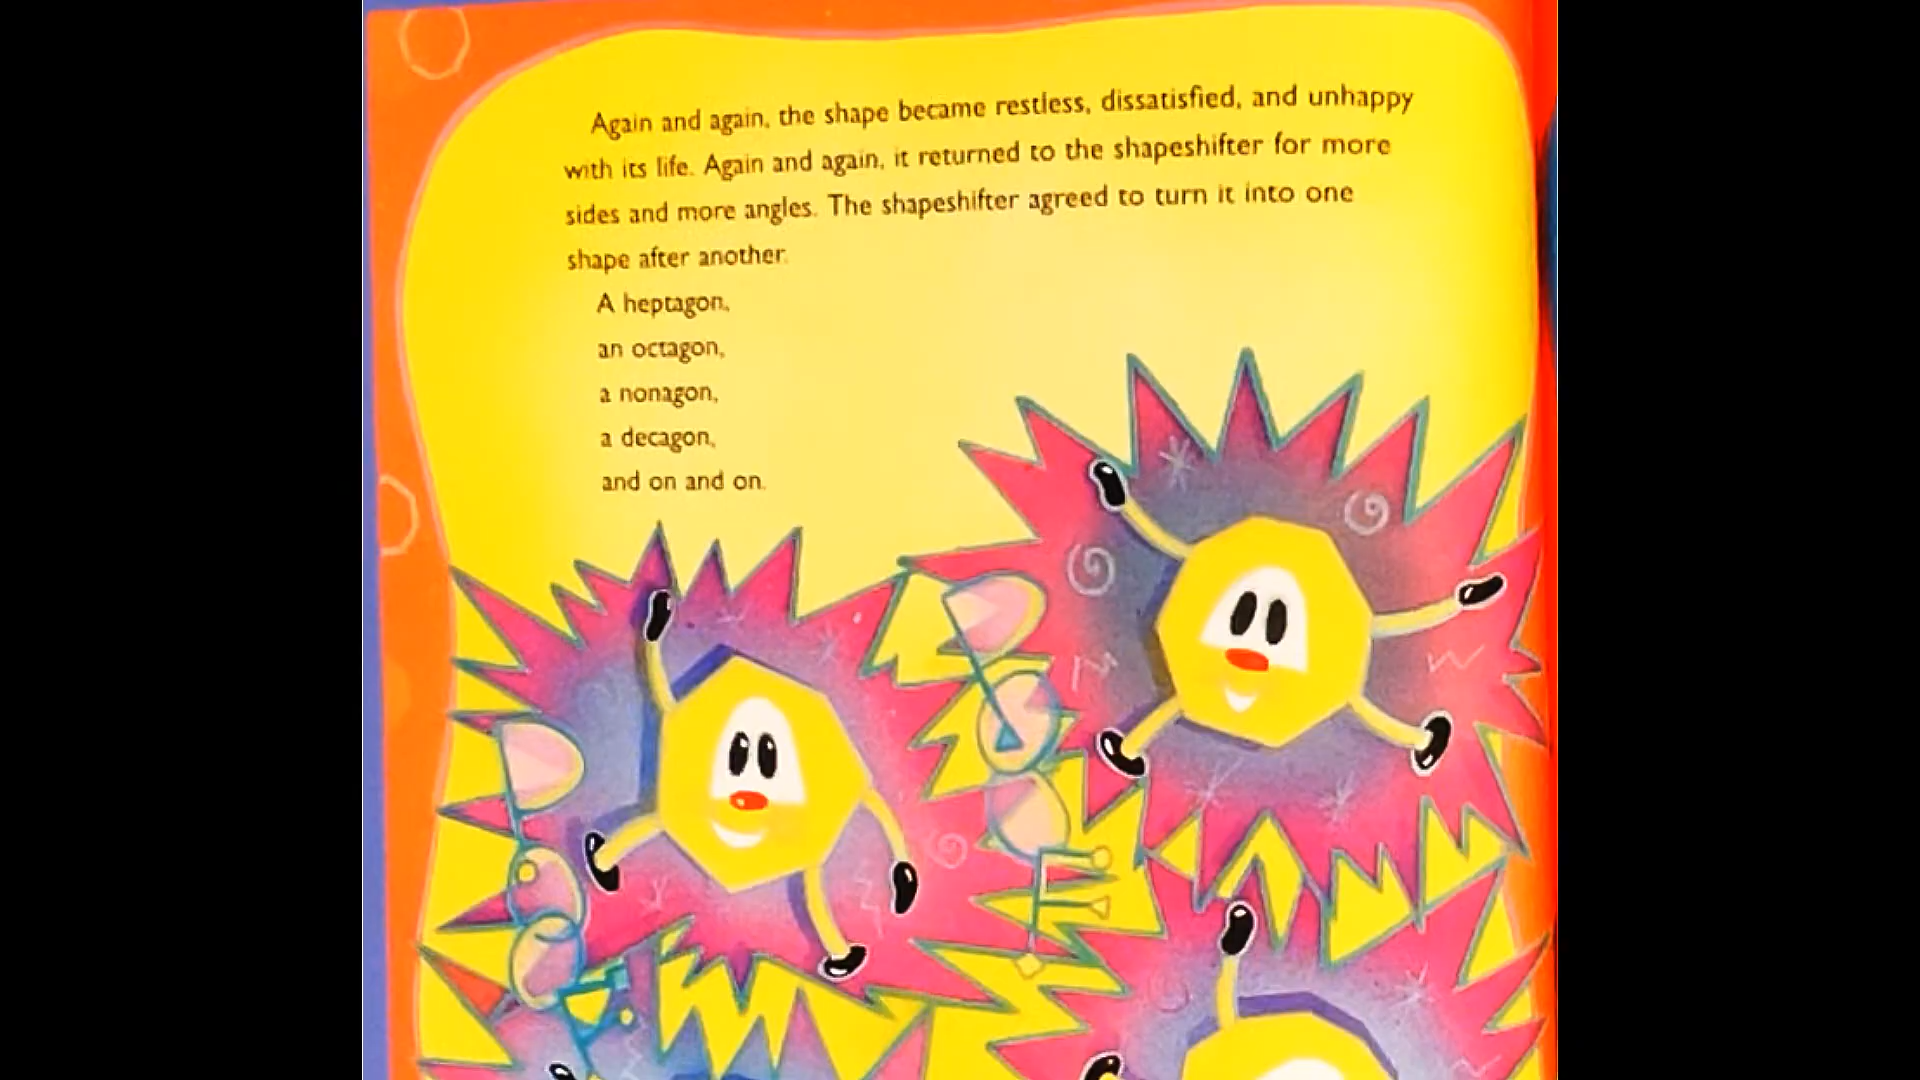 Again and again, the shape became restless, dissatisfied, and unhappy
with its life. Again and again, it returned to the shapeshifter for more
sides and more angles. The shapeshifter agreed to turn it into one
shape after another.
A heptagon,
an octagon,
a nonagon,
a decagon,
and on and on.